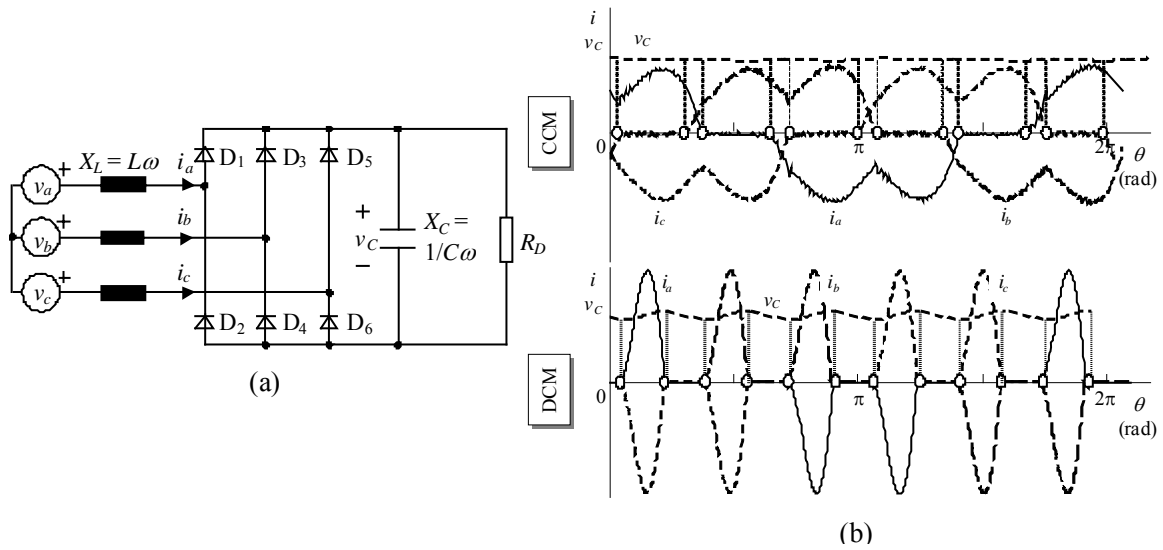 X_L = Lω
i_a
D₁
D₃
D₅
v_a
+
i_b
v_b
+
i_c
v_c
+
+
v_C
−
X_C =
1/Cω
R_D
D₂
D₄
D₆
(a)
CCM
i
v_C
v_C
0
π
2π
θ
(rad)
i_c
i_a
i_b
DCM
i
v_C
i_a
v_C
i_b
i_c
0
π
2π
θ
(rad)
(b)